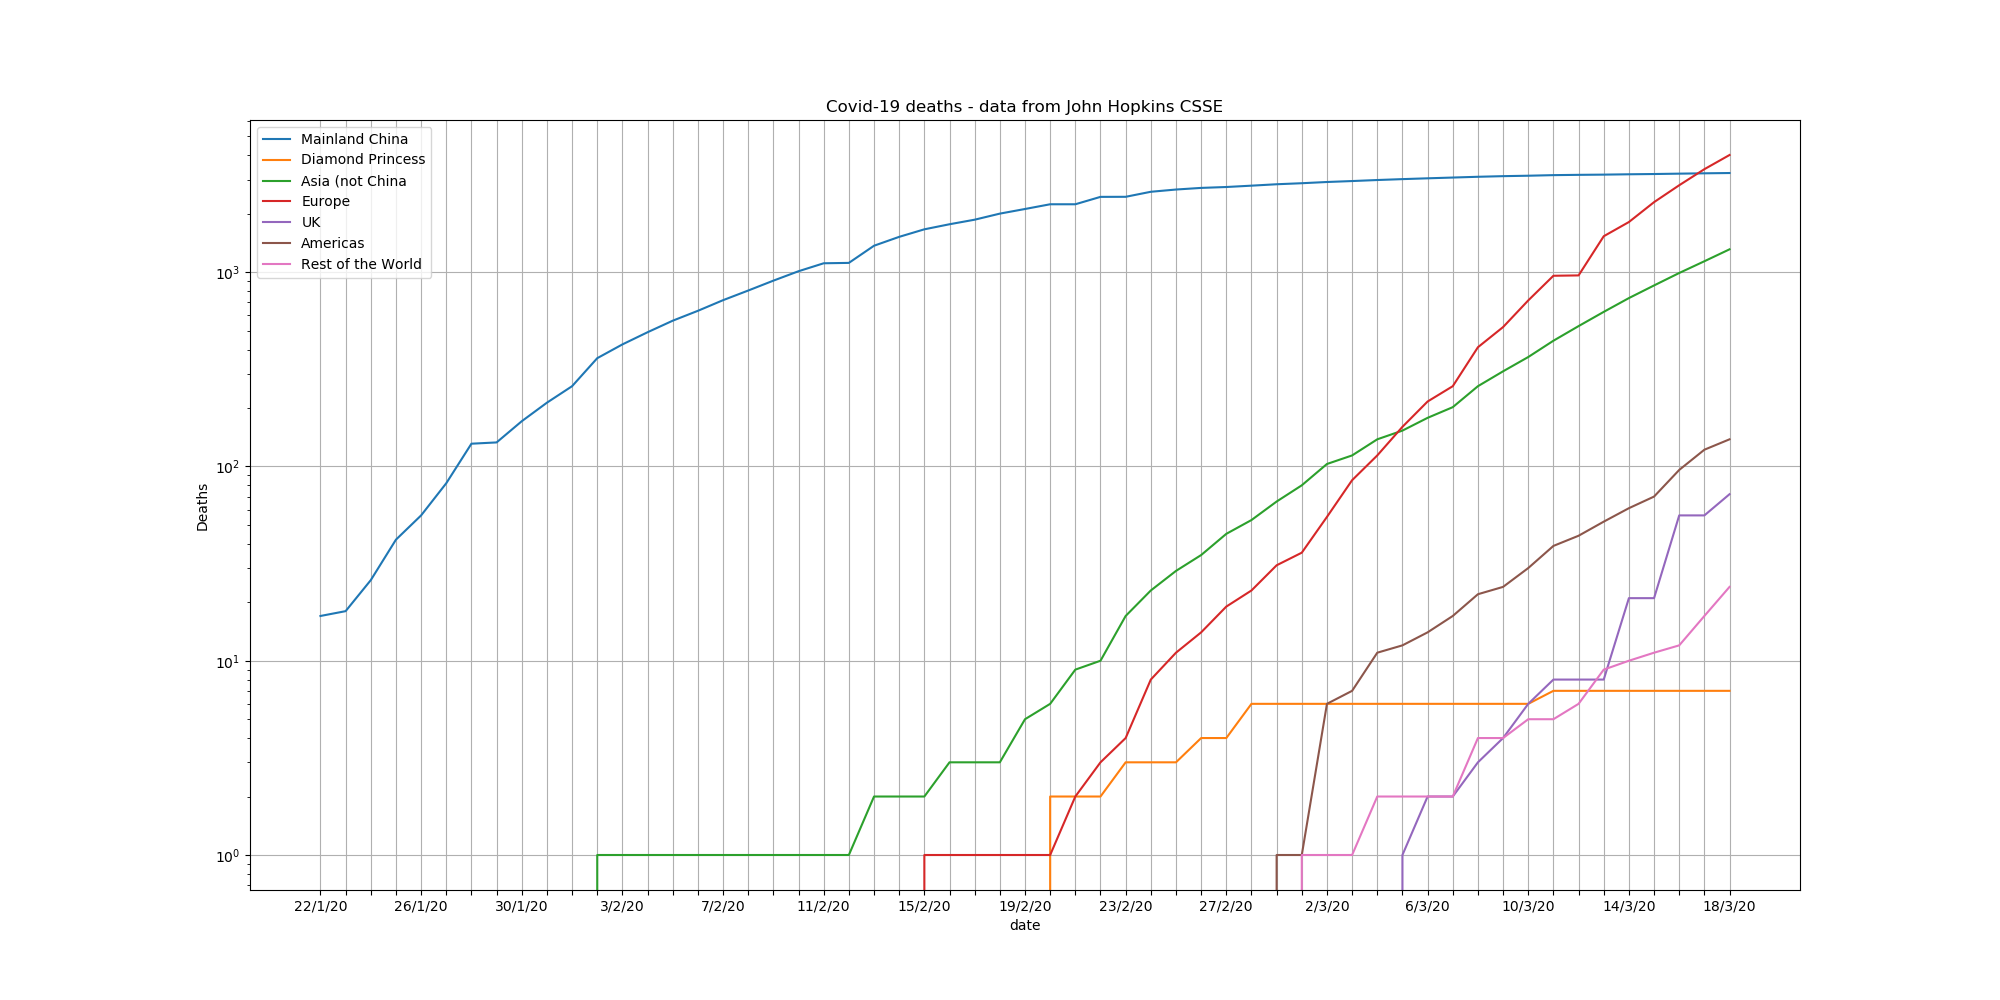 Covid-19 deaths - data from John Hopkins CSSE
Mainland China
Diamond Princess
Asia (not China
Europe
UK
Americas
Rest of the World
10³
10²
10¹
10⁰
Deaths
22/1/20 26/1/20 30/1/20 3/2/20 7/2/20 11/2/20 15/2/20 19/2/20 23/2/20 27/2/20 2/3/20 6/3/20 10/3/20 14/3/20 18/3/20
date